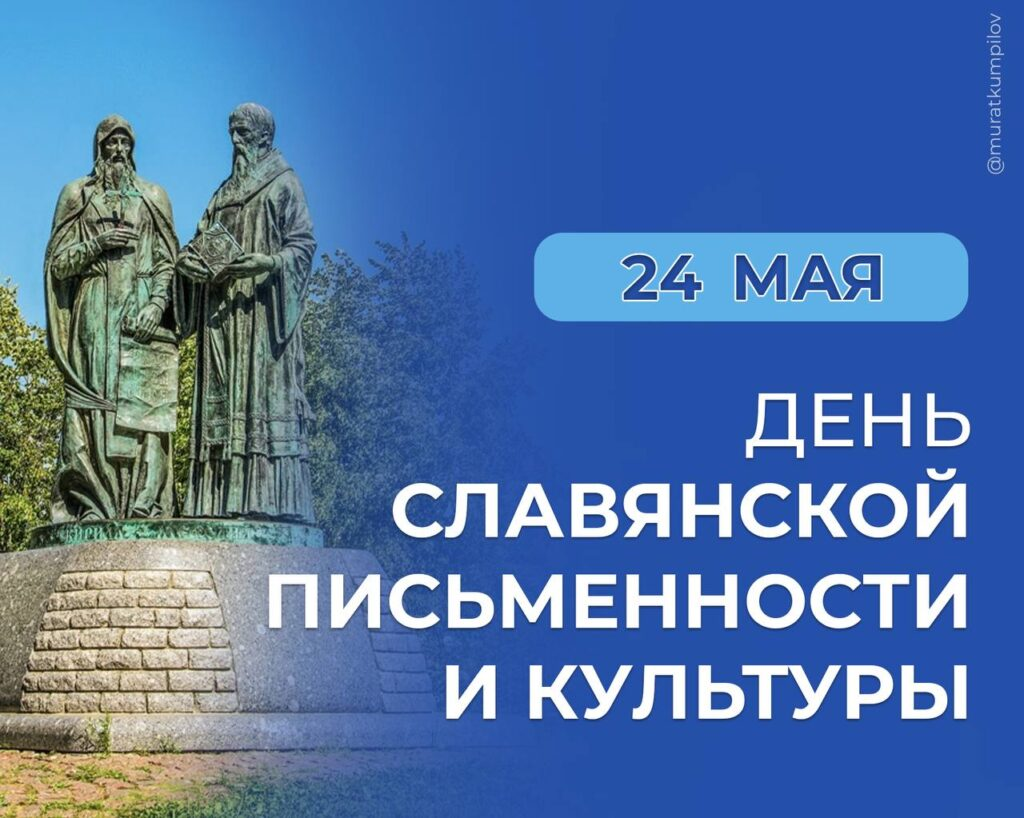 @muratkumpilov
24 МАЯ
ДЕНЬ
СЛАВЯНСКОЙ
ПИСЬМЕННОСТИ
И КУЛЬТУРЫ